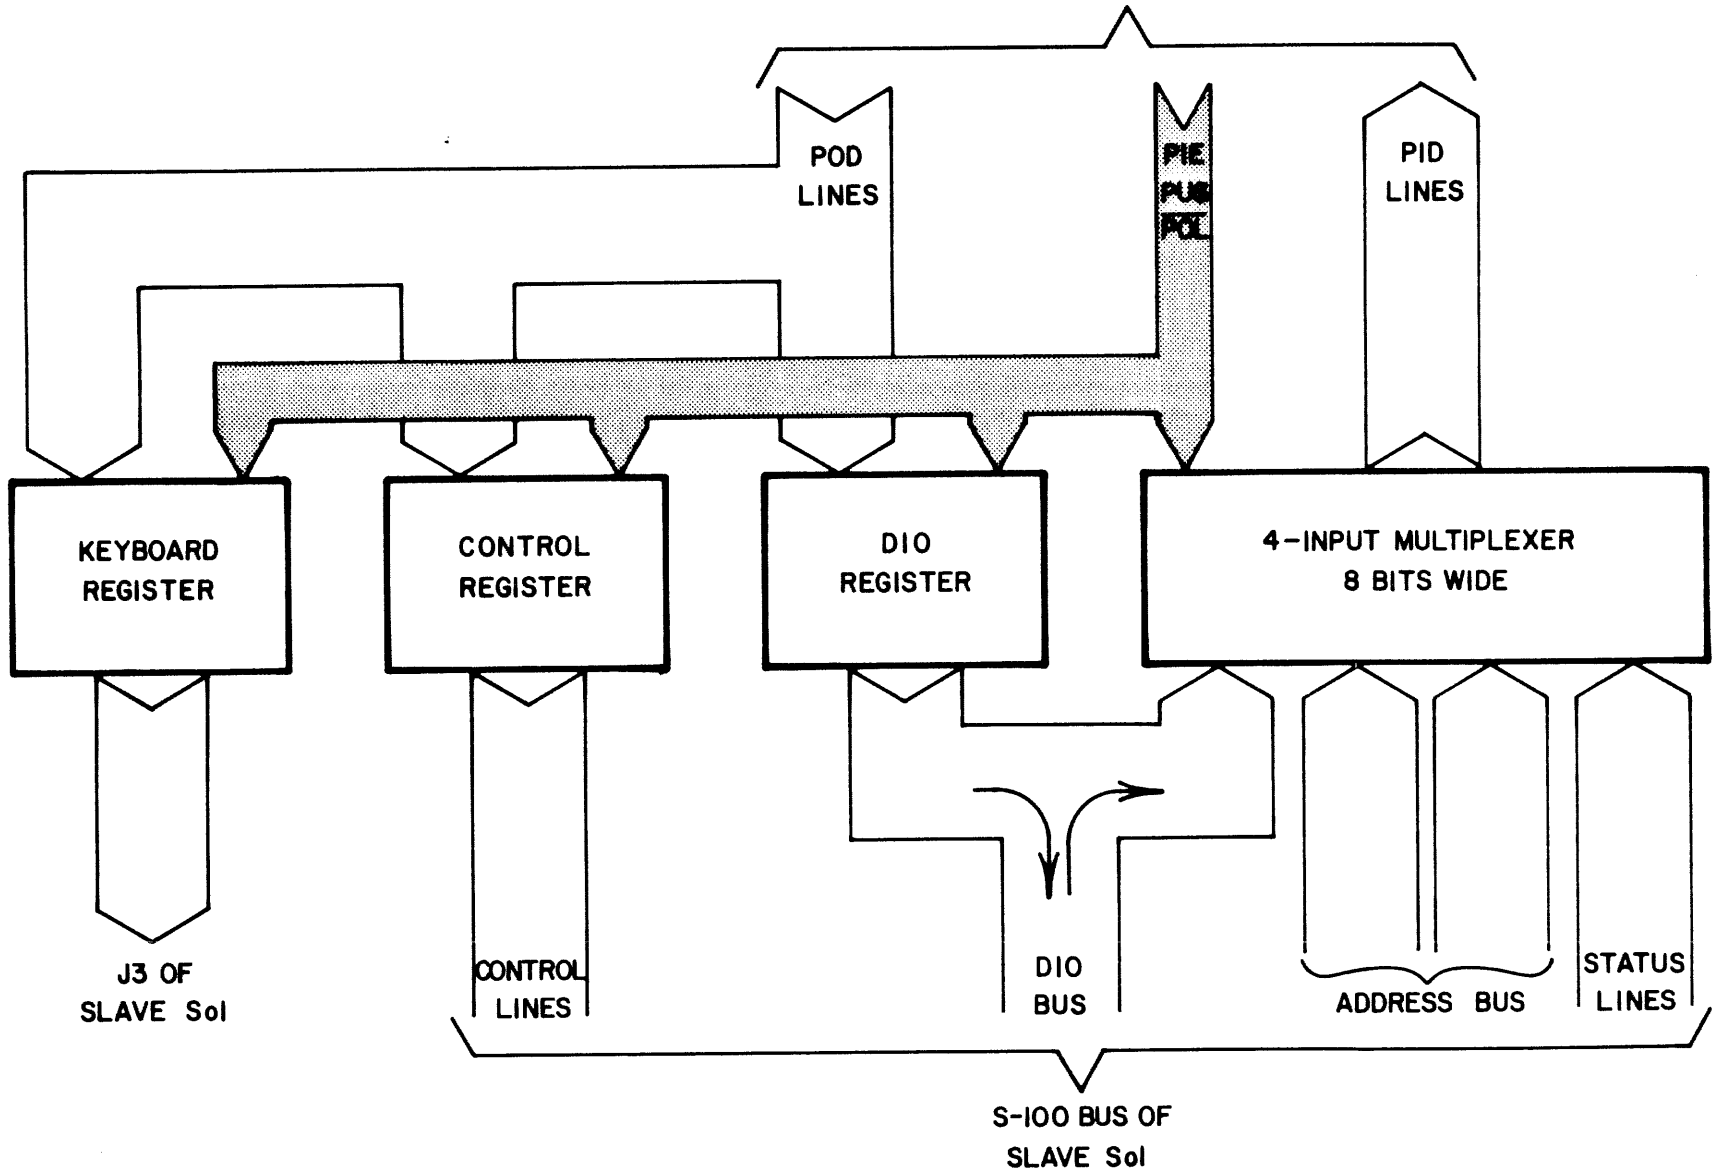 POD
LINES
PIE
PUS
POL
PID
LINES
KEYBOARD
REGISTER
CONTROL
REGISTER
DIO
REGISTER
4-INPUT MULTIPLEXER
8 BITS WIDE
J3 OF
SLAVE Sol
CONTROL
LINES
DIO
BUS
ADDRESS BUS
STATUS
LINES
S-100 BUS OF
SLAVE Sol